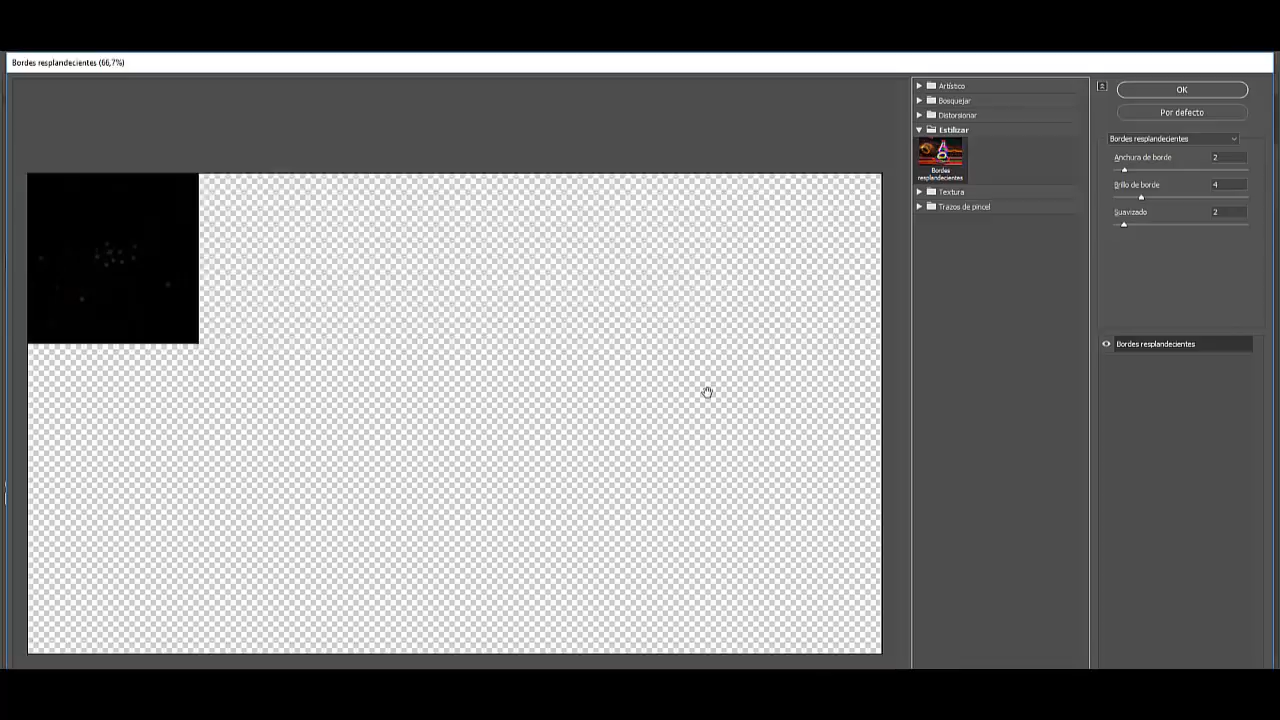 Bordes resplandecientes (66,7%)
Artístico
Bosquejar
Distorsionar
Estilizar
Bordes
resplandecientes
Textura
Trazos de pincel
OK
Por defecto
Bordes resplandecientes
Anchura de borde 2
Brillo de borde 4
Suavizado 2
Bordes resplandecientes